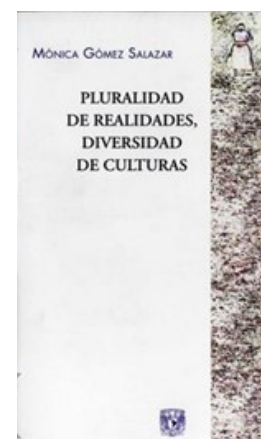 MÓNICA GÓMEZ SALAZAR
PLURALIDAD
DE REALIDADES,
DIVERSIDAD
DE CULTURAS